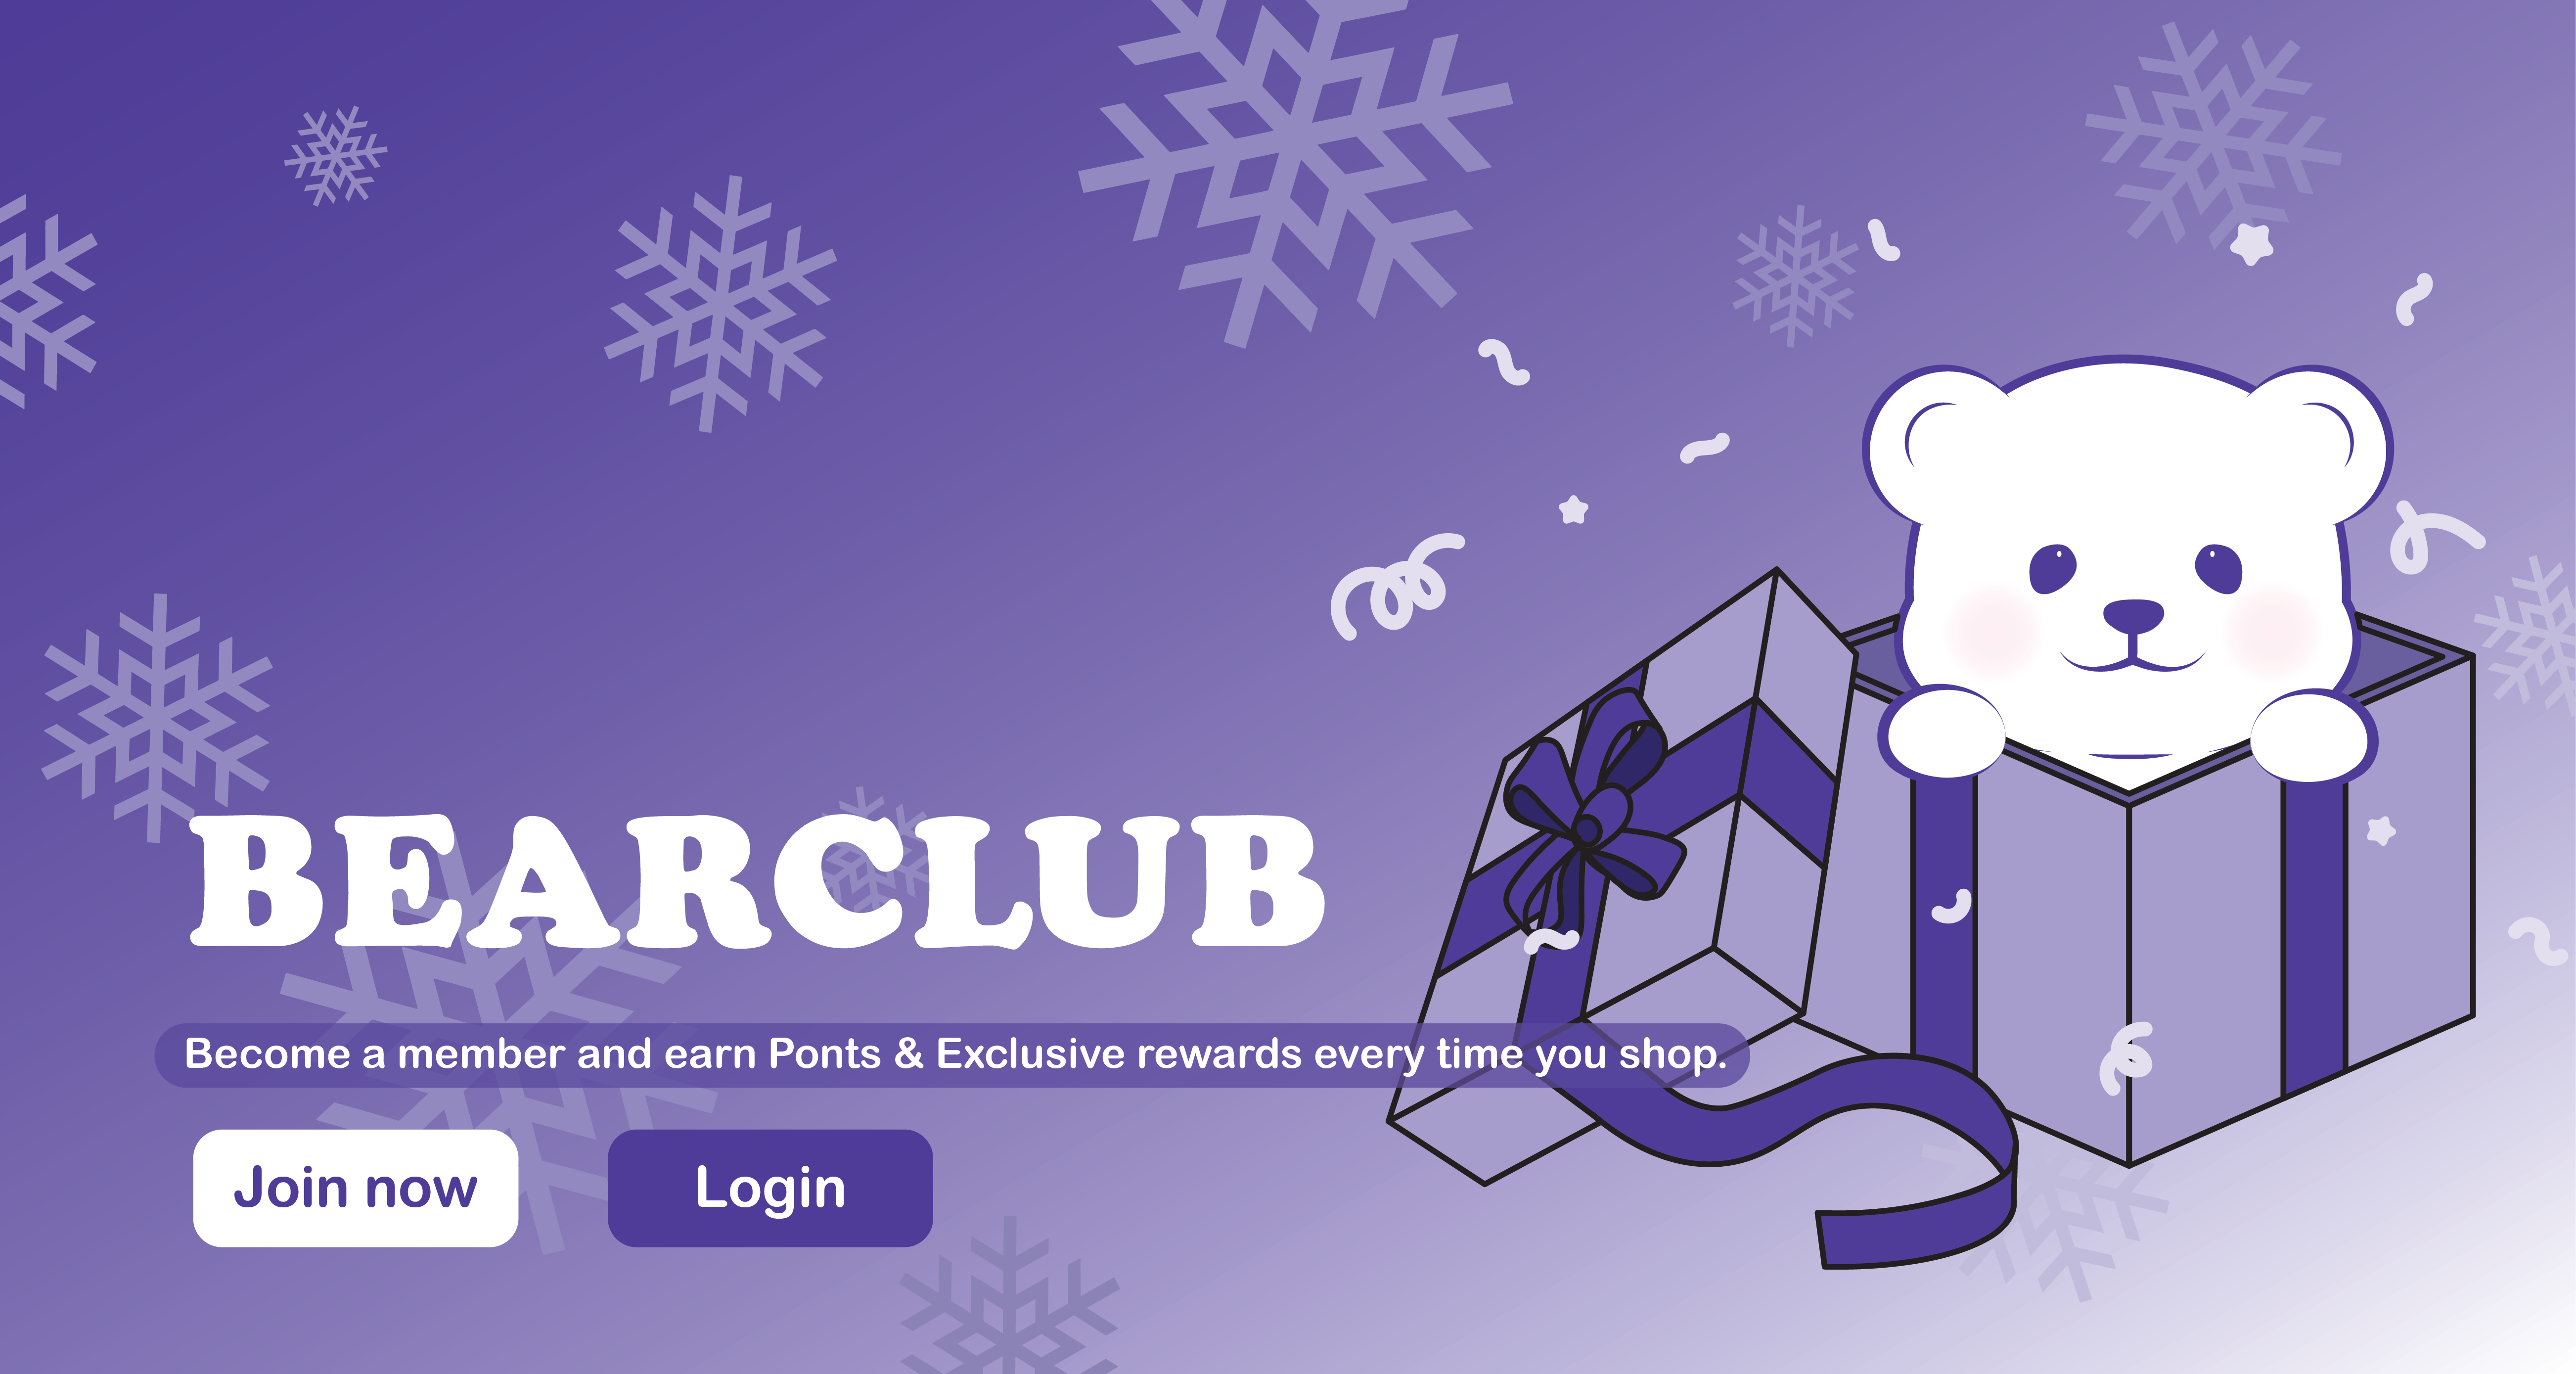 BEARCLUB
Become a member and earn Ponts & Exclusive rewards every time you shop.
Join now
Login